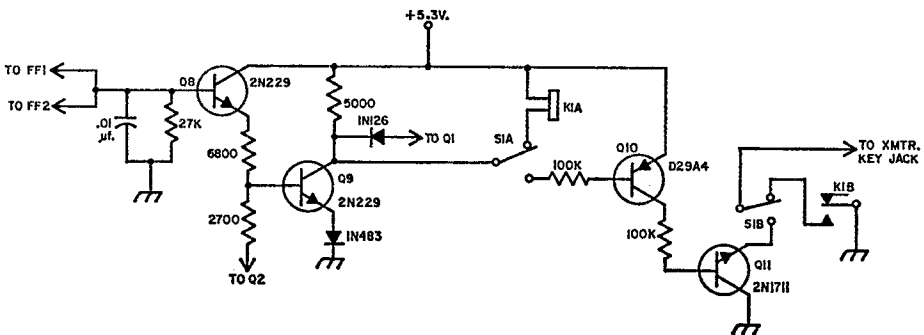 +5.3V.
TO FF1
TO FF2
Q8
2N229
.01
μf.
27K
6800
2700
TO Q2
5000
1N126
TO Q1
Q9
2N229
1N483
S1A
K1A
100K
Q10
D29A4
100K
Q11
2N1711
S1B
K1B
TO XMTR.
KEY JACK